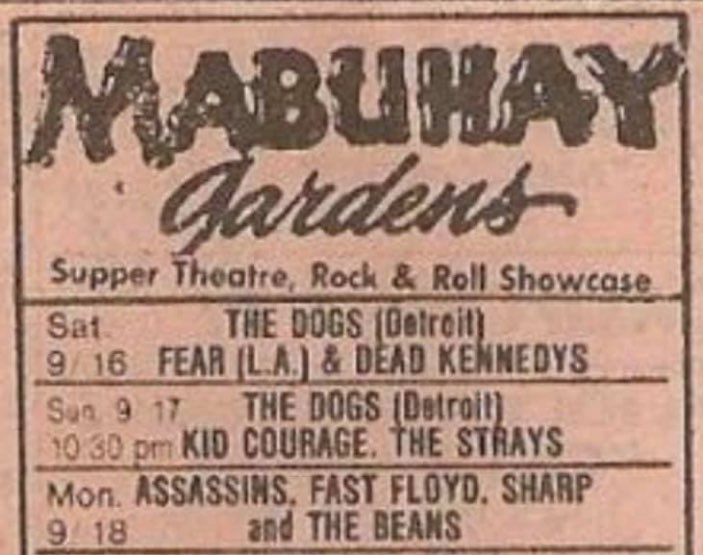 MABUHAY
Gardens
Supper Theatre, Rock & Roll Showcase
Sat. THE DOGS (Detroit)
9/16 FEAR (L.A.) & DEAD KENNEDYS
Sun. 9/17 THE DOGS (Detroit)
10:30 pm KID COURAGE, THE STRAYS
Mon. ASSASSINS, FAST FLOYD, SHARP
9/18 and THE BEANS